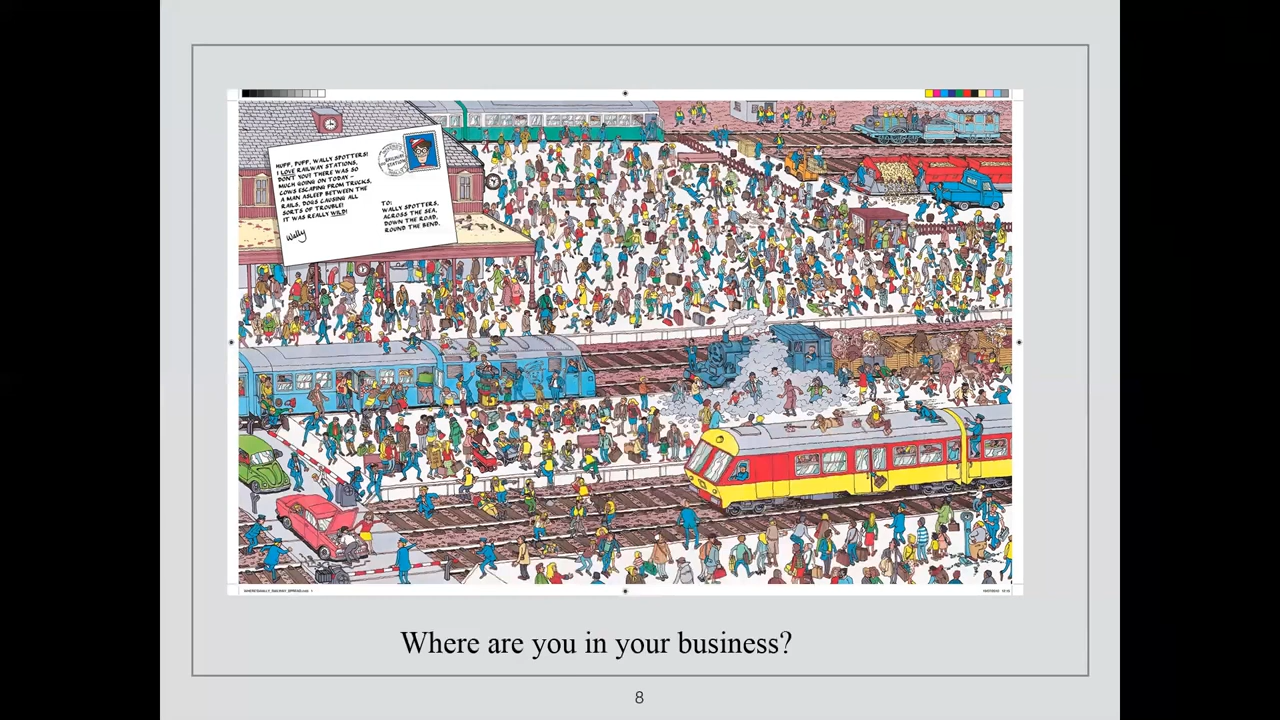 HUFF, PUFF, WALLY SPOTTERS!
I LOVE RAILWAY STATIONS,
DON'T YOU! THERE WAS SO
MUCH GOING ON TODAY –
COWS ESCAPING FROM TRUCKS,
A MAN ASLEEP BETWEEN THE
RAILS, DOGS CAUSING ALL
SORTS OF TROUBLE!
IT WAS REALLY WILD!
Wally
TO:
WALLY SPOTTERS,
ACROSS THE SEA,
DOWN THE ROAD,
ROUND THE BEND.
Where are you in your business?
8